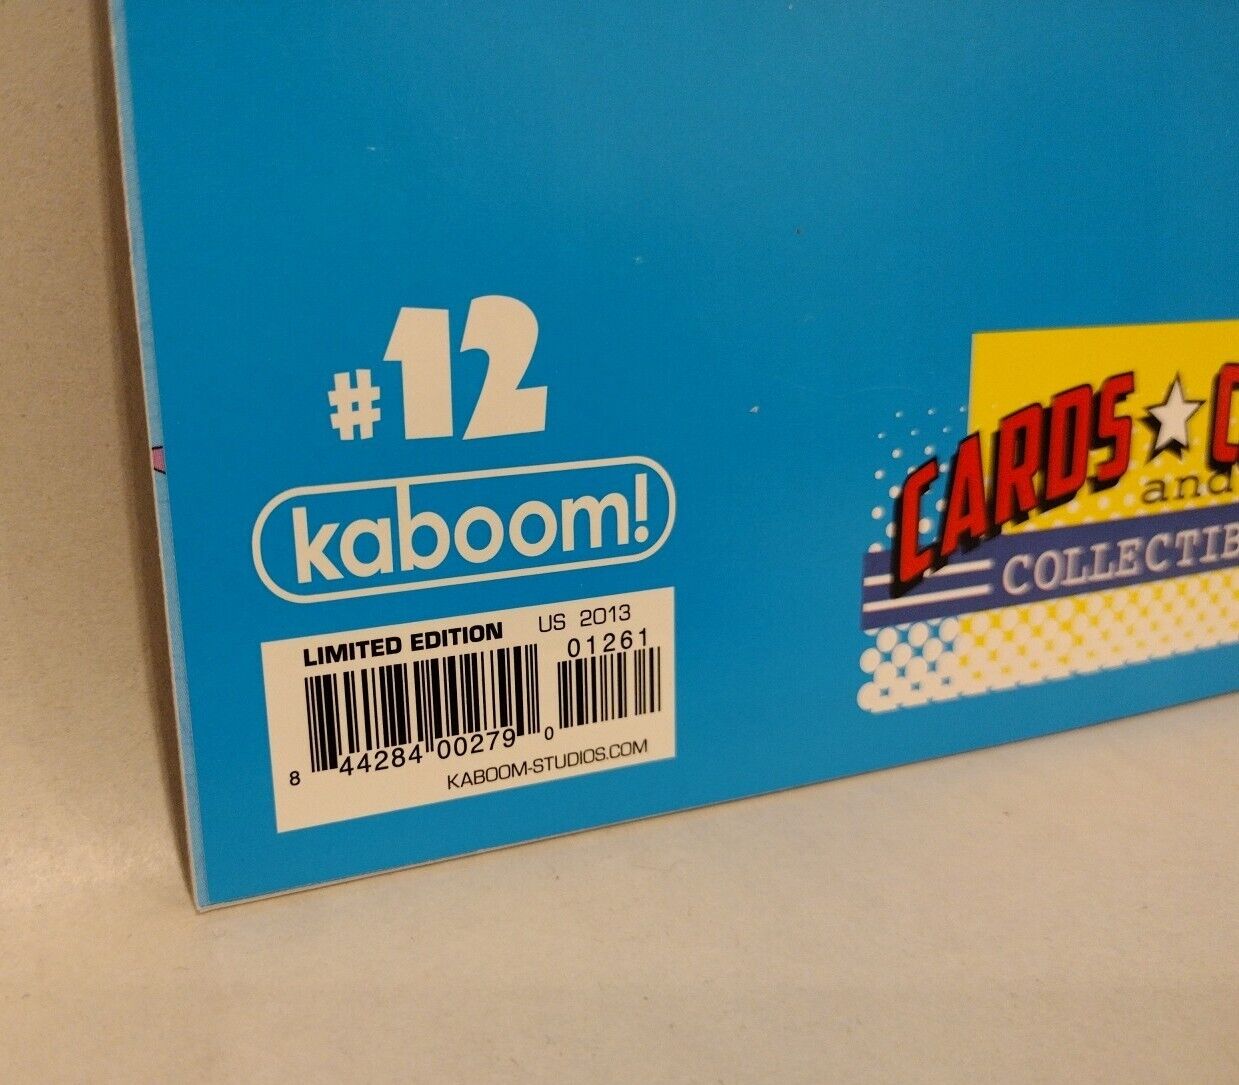 #12
kaboom!
LIMITED EDITION US 2013
01261
8 44284 00279 0
KABOOM-STUDIOS.COM
CARDS
and
COLLECTIB